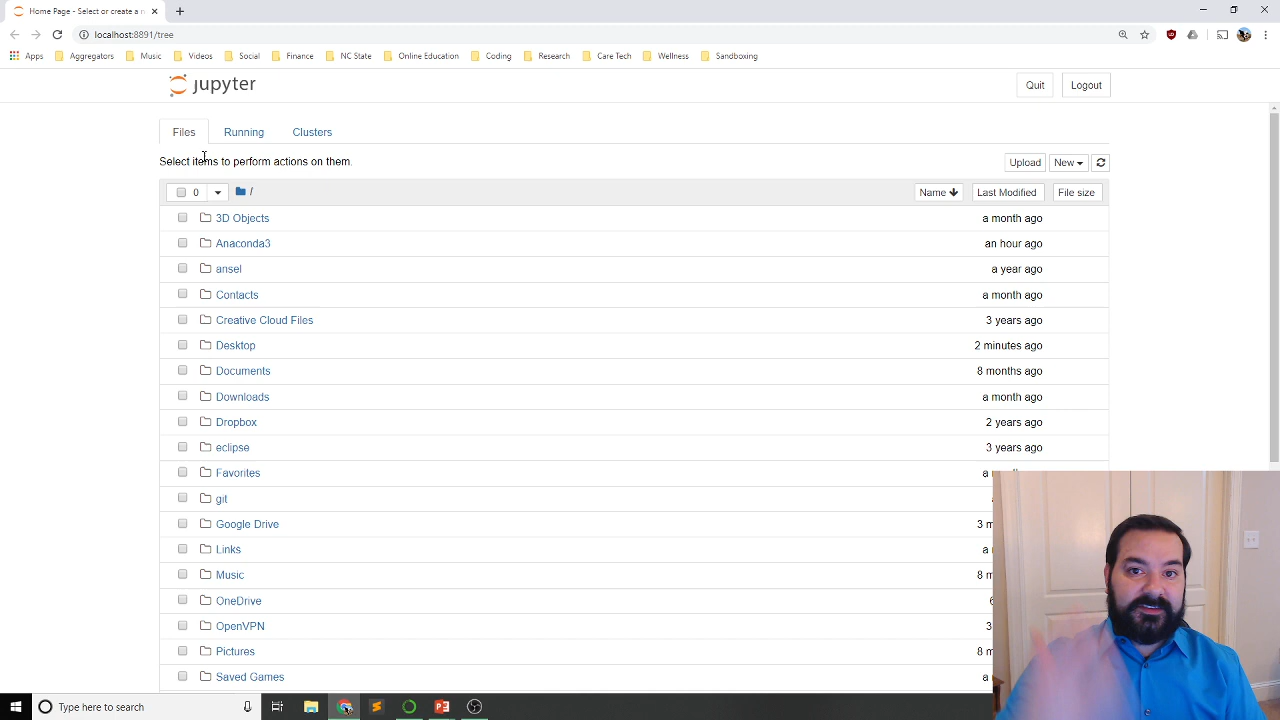 Home Page - Select or create a n
localhost:8891/tree
Apps Aggregators Music Videos Social Finance NC State Online Education Coding Research Care Tech Wellness Sandboxing
jupyter
Quit Logout
Files Running Clusters
Select items to perform actions on them.
Upload New
0 / Name Last Modified File size
3D Objects a month ago
Anaconda3 an hour ago
ansel a year ago
Contacts a month ago
Creative Cloud Files 3 years ago
Desktop 2 minutes ago
Documents 8 months ago
Downloads a month ago
Dropbox 2 years ago
eclipse 3 years ago
Favorites a
git
Google Drive 3 m
Links a
Music 8 m
OneDrive
OpenVPN 3
Pictures 8 m
Saved Games a
Type here to search